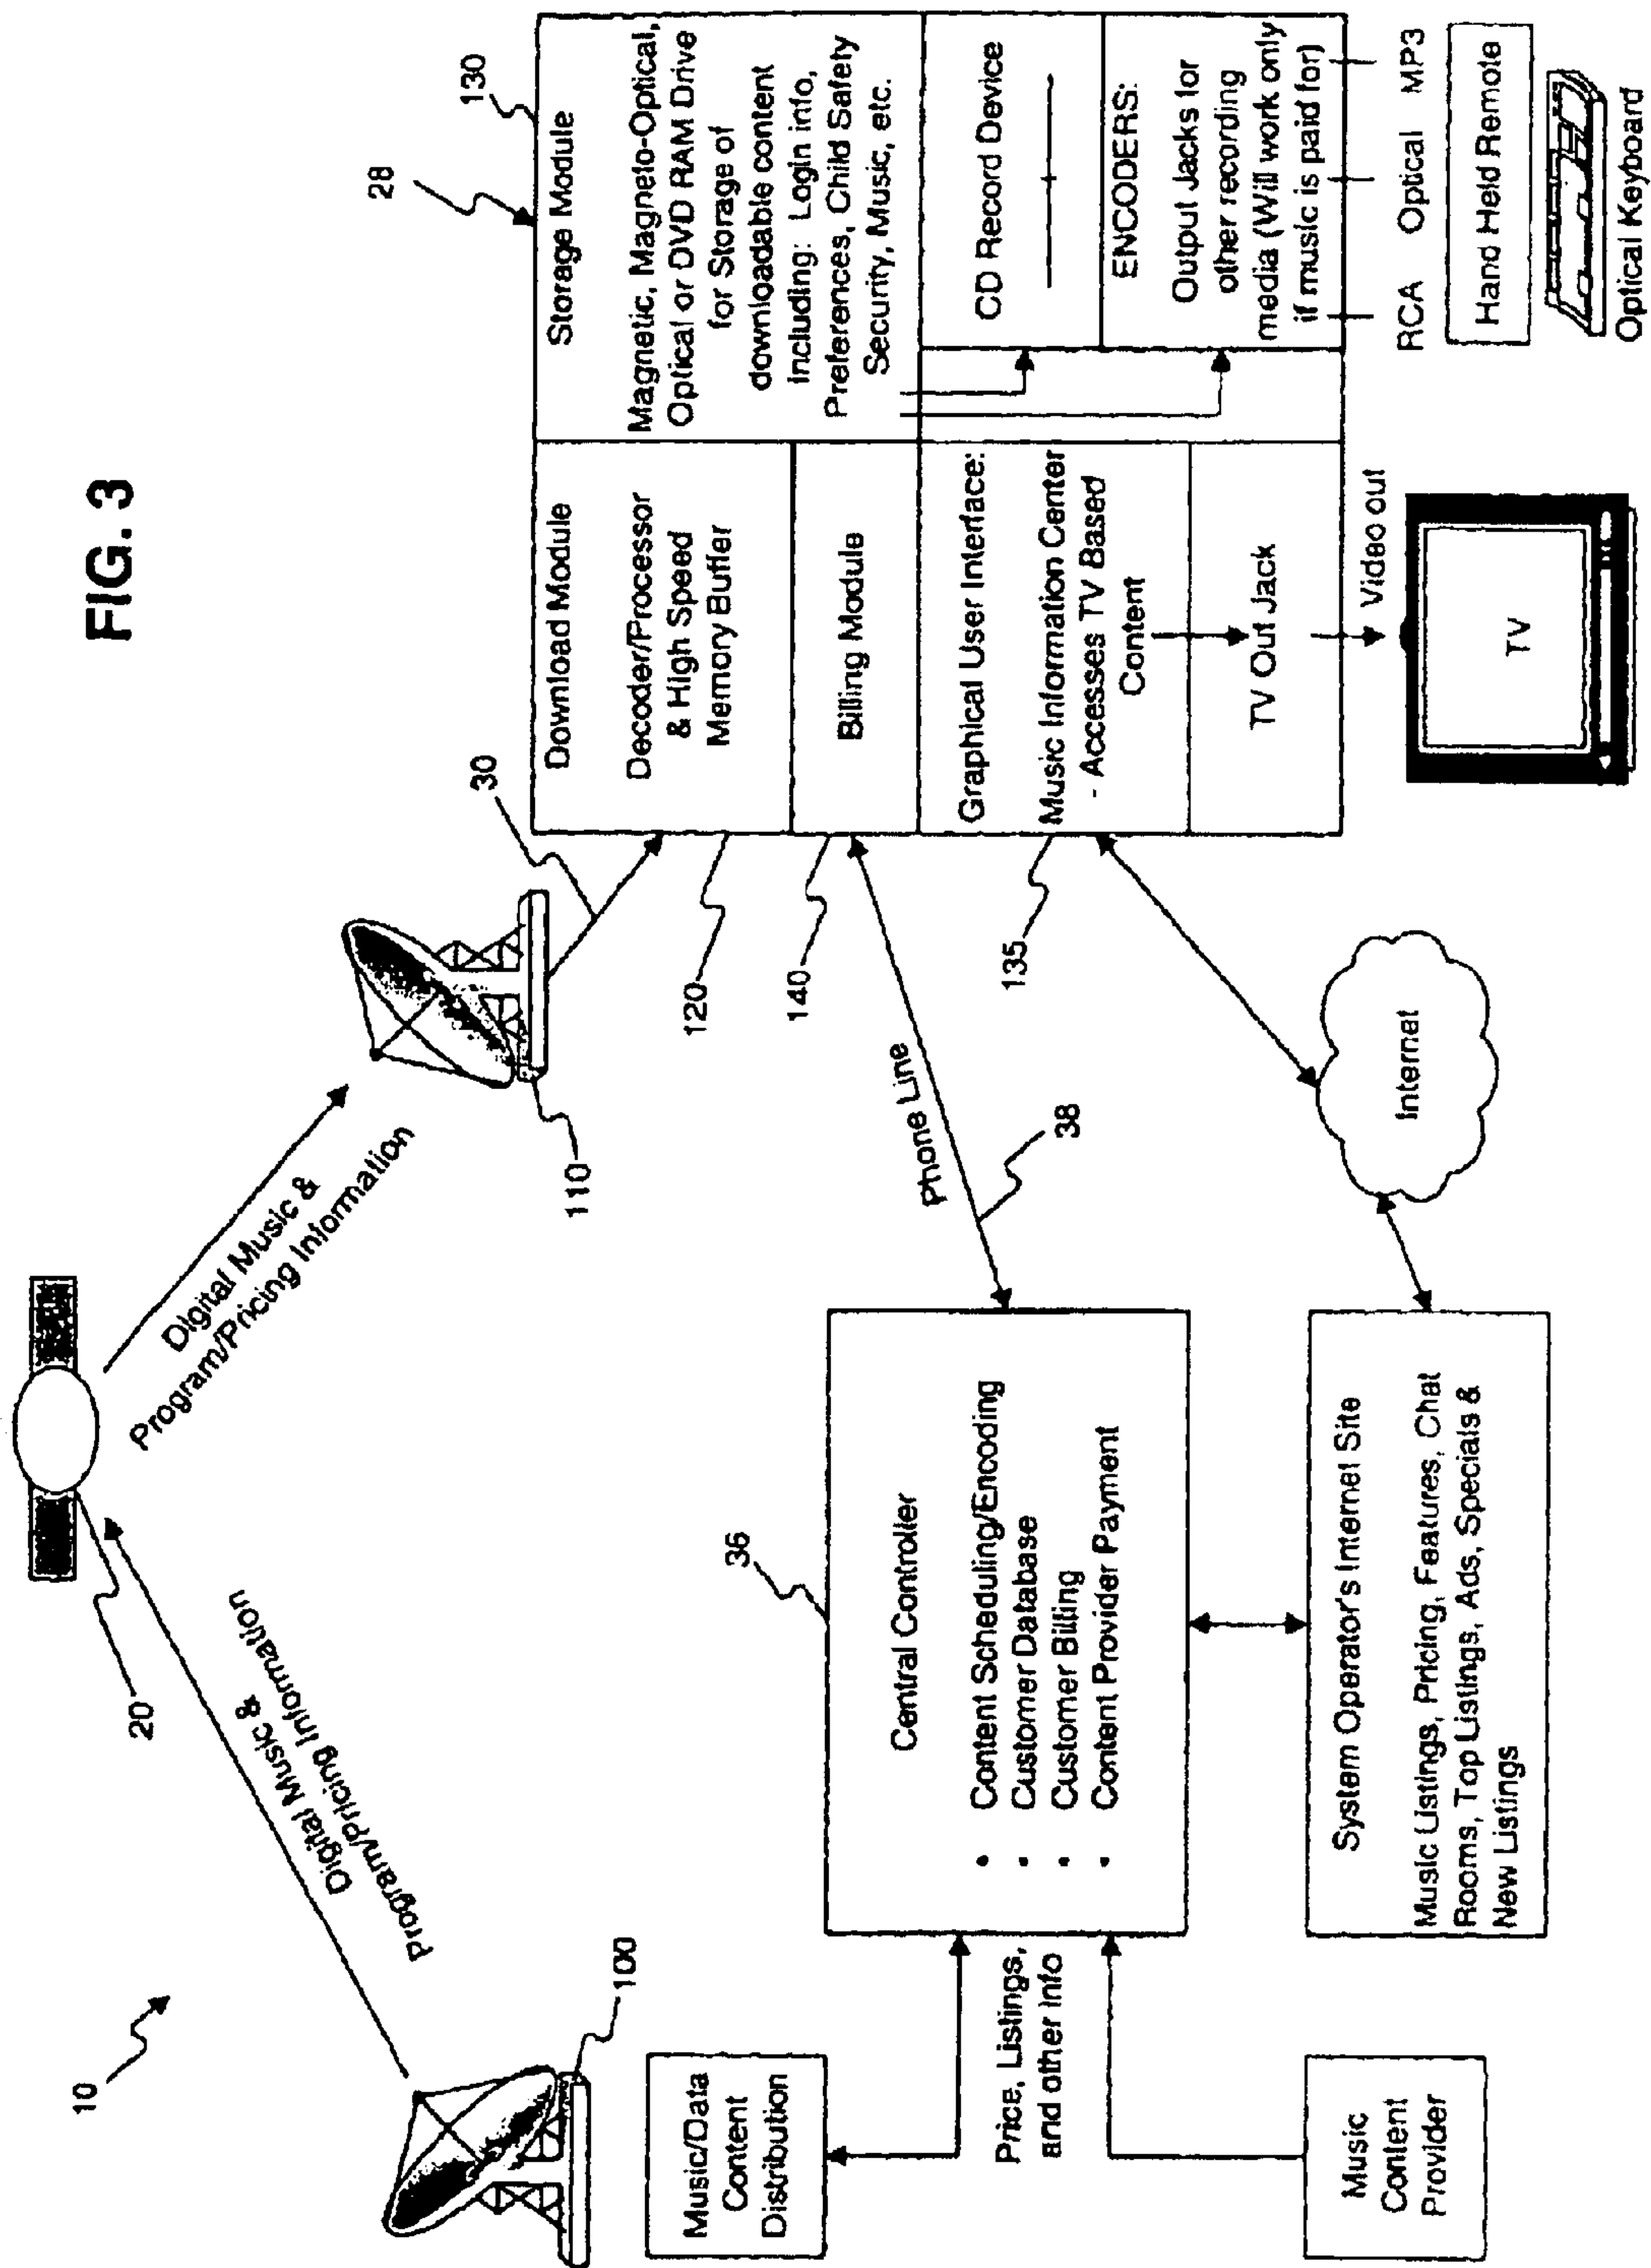 FIG. 3
10
20
Digital Music &
Program/Pricing Information
Digital Music &
Program/Pricing Information
100
110
30
28
130
Music/Data
Content
Distribution
Price, Listings,
and other info
Music
Content
Provider
36
Central Controller
• Content Scheduling/Encoding
• Customer Database
• Customer Billing
• Content Provider Payment
System Operator's Internet Site
Music Listings, Pricing, Features, Chat
Rooms, Top Listings, Ads, Specials &
New Listings
Phone Line
38
Internet
120
140
135
Download Module
Decoder/Processor
& High Speed
Memory Buffer
Billing Module
Graphical User Interface:
Music Information Center
- Accesses TV Based
Content
TV Out Jack
Video out
TV
Storage Module
Magnetic, Magneto-Optical,
Optical or DVD RAM Drive
for Storage of
downloadable content
including: Login info,
Preferences, Child Safety
Security, Music, etc.
CD Record Device
ENCODERS:
Output Jacks for
other recording
media (Will work only
if music is paid for)
RCA Optical MP3
Hand Held Remote
Optical Keyboard